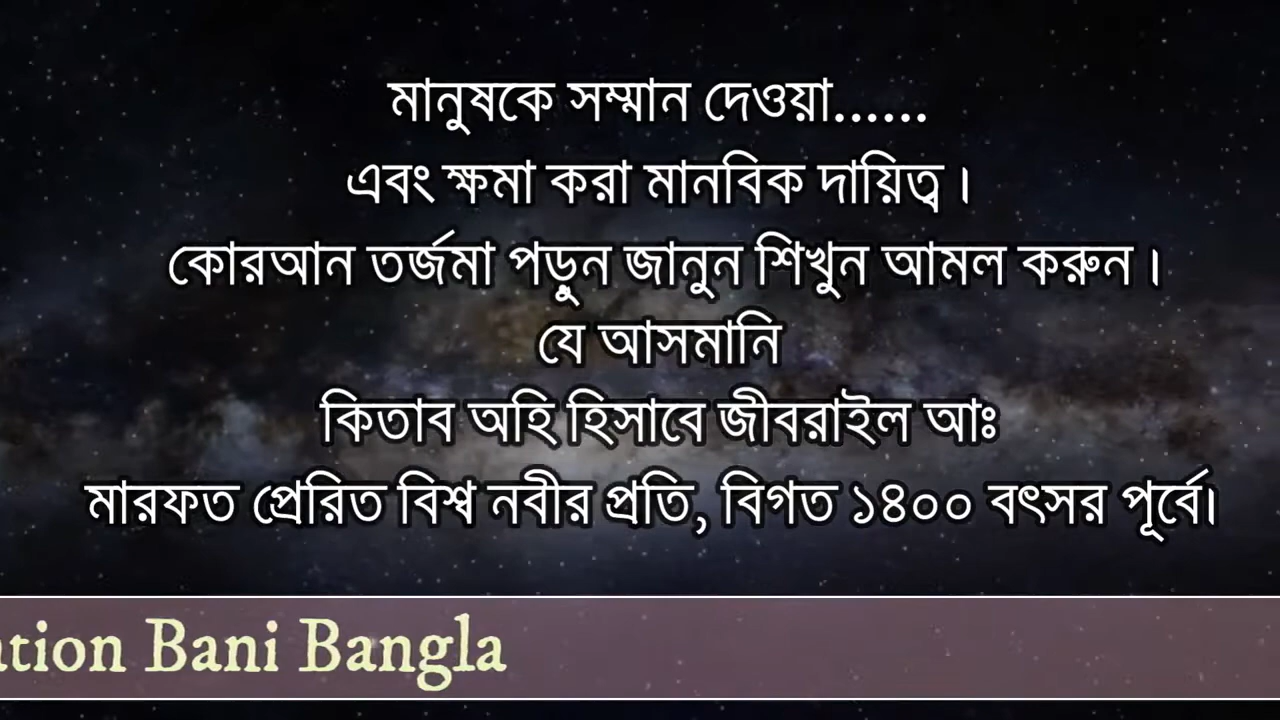 মানুষকে সম্মান দেওয়া......
এবং ক্ষমা করা মানবিক দায়িত্ব।
কোরআন তর্জমা পড়ুন জানুন শিখুন আমল করুন।
যে আসমানি
কিতাব অহি হিসাবে জীবরাইল আঃ
মারফত প্রেরিত বিশ্ব নবীর প্রতি, বিগত ১৪০০ বৎসর পূর্বে।
Bani Bangla